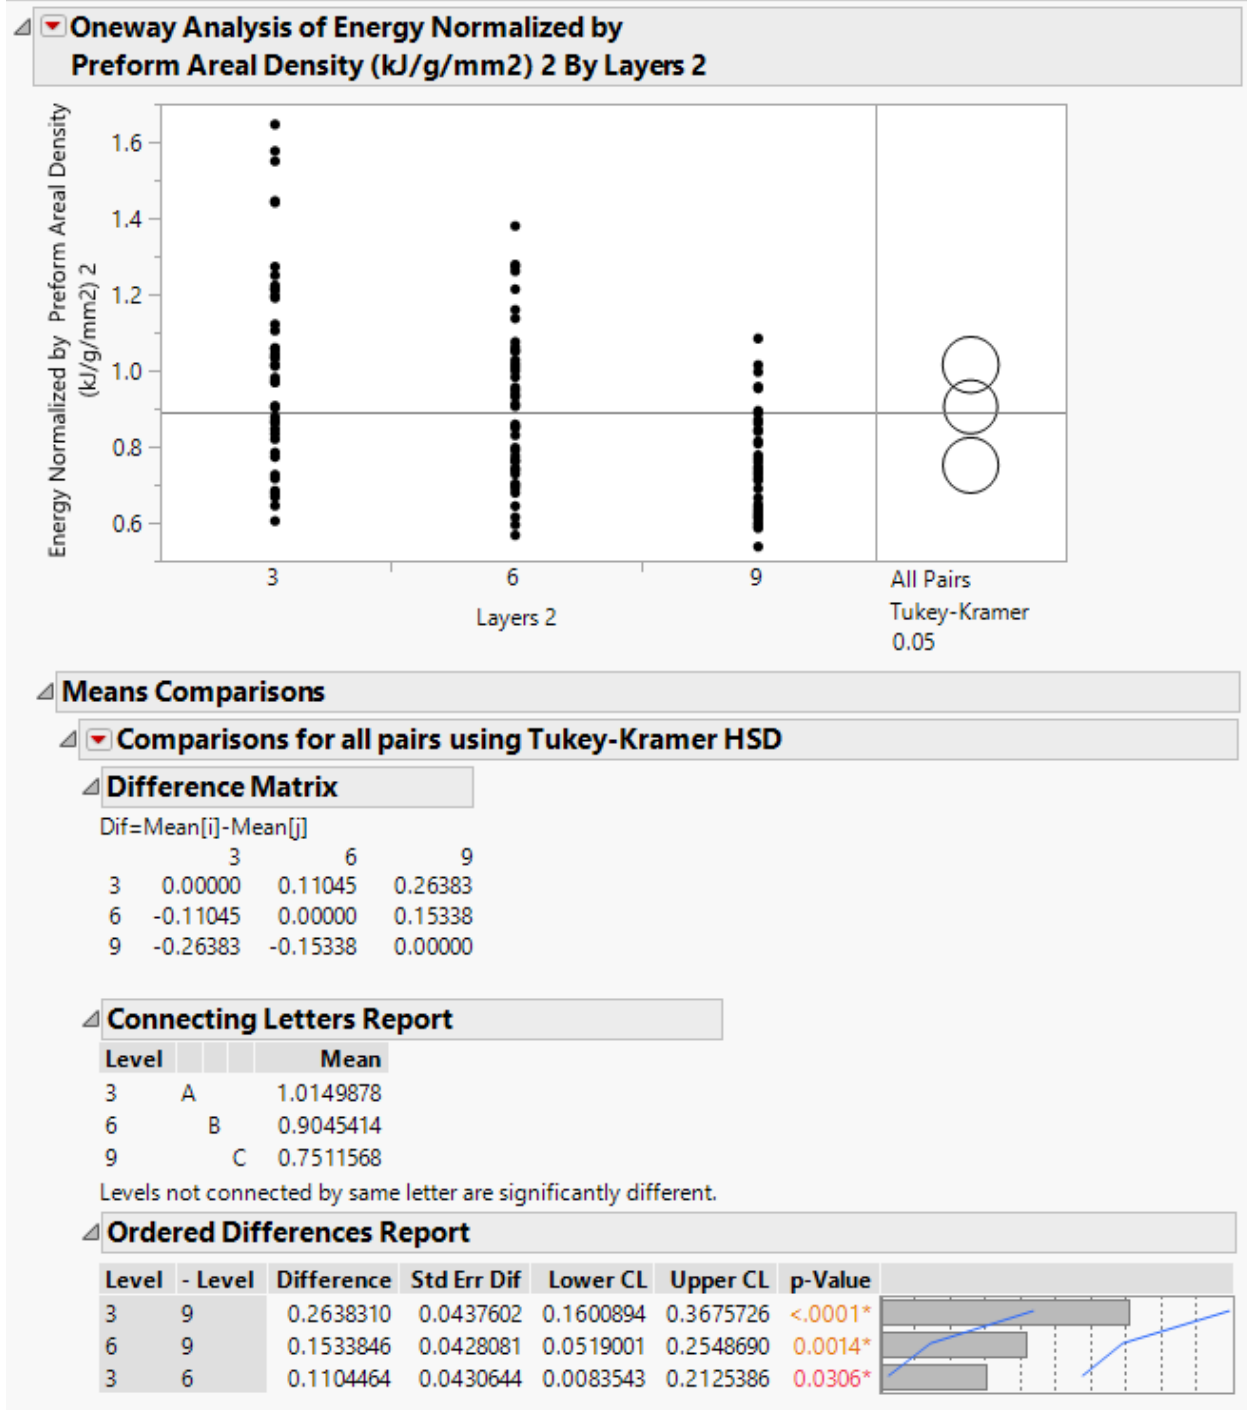 Oneway Analysis of Energy Normalized by
Preform Areal Density (kJ/g/mm2) 2 By Layers 2
Energy Normalized by  Preform Areal Density
(kJ/g/mm2) 2
1.6
1.4
1.2
1.0
0.8
0.6
3 6 9
Layers 2
All Pairs
Tukey-Kramer
0.05
Means Comparisons
Comparisons for all pairs using Tukey-Kramer HSD
Difference Matrix
Dif=Mean[i]-Mean[j]
3 6 9
3 0.00000 0.11045 0.26383
6 -0.11045 0.00000 0.15338
9 -0.26383 -0.15338 0.00000
Connecting Letters Report
Level Mean
3 A 1.0149878
6 B 0.9045414
9 C 0.7511568
Levels not connected by same letter are significantly different.
Ordered Differences Report
Level - Level Difference Std Err Dif Lower CL Upper CL p-Value
3 9 0.2638310 0.0437602 0.1600894 0.3675726 <.0001*
6 9 0.1533846 0.0428081 0.0519001 0.2548690 0.0014*
3 6 0.1104464 0.0430644 0.0083543 0.2125386 0.0306*